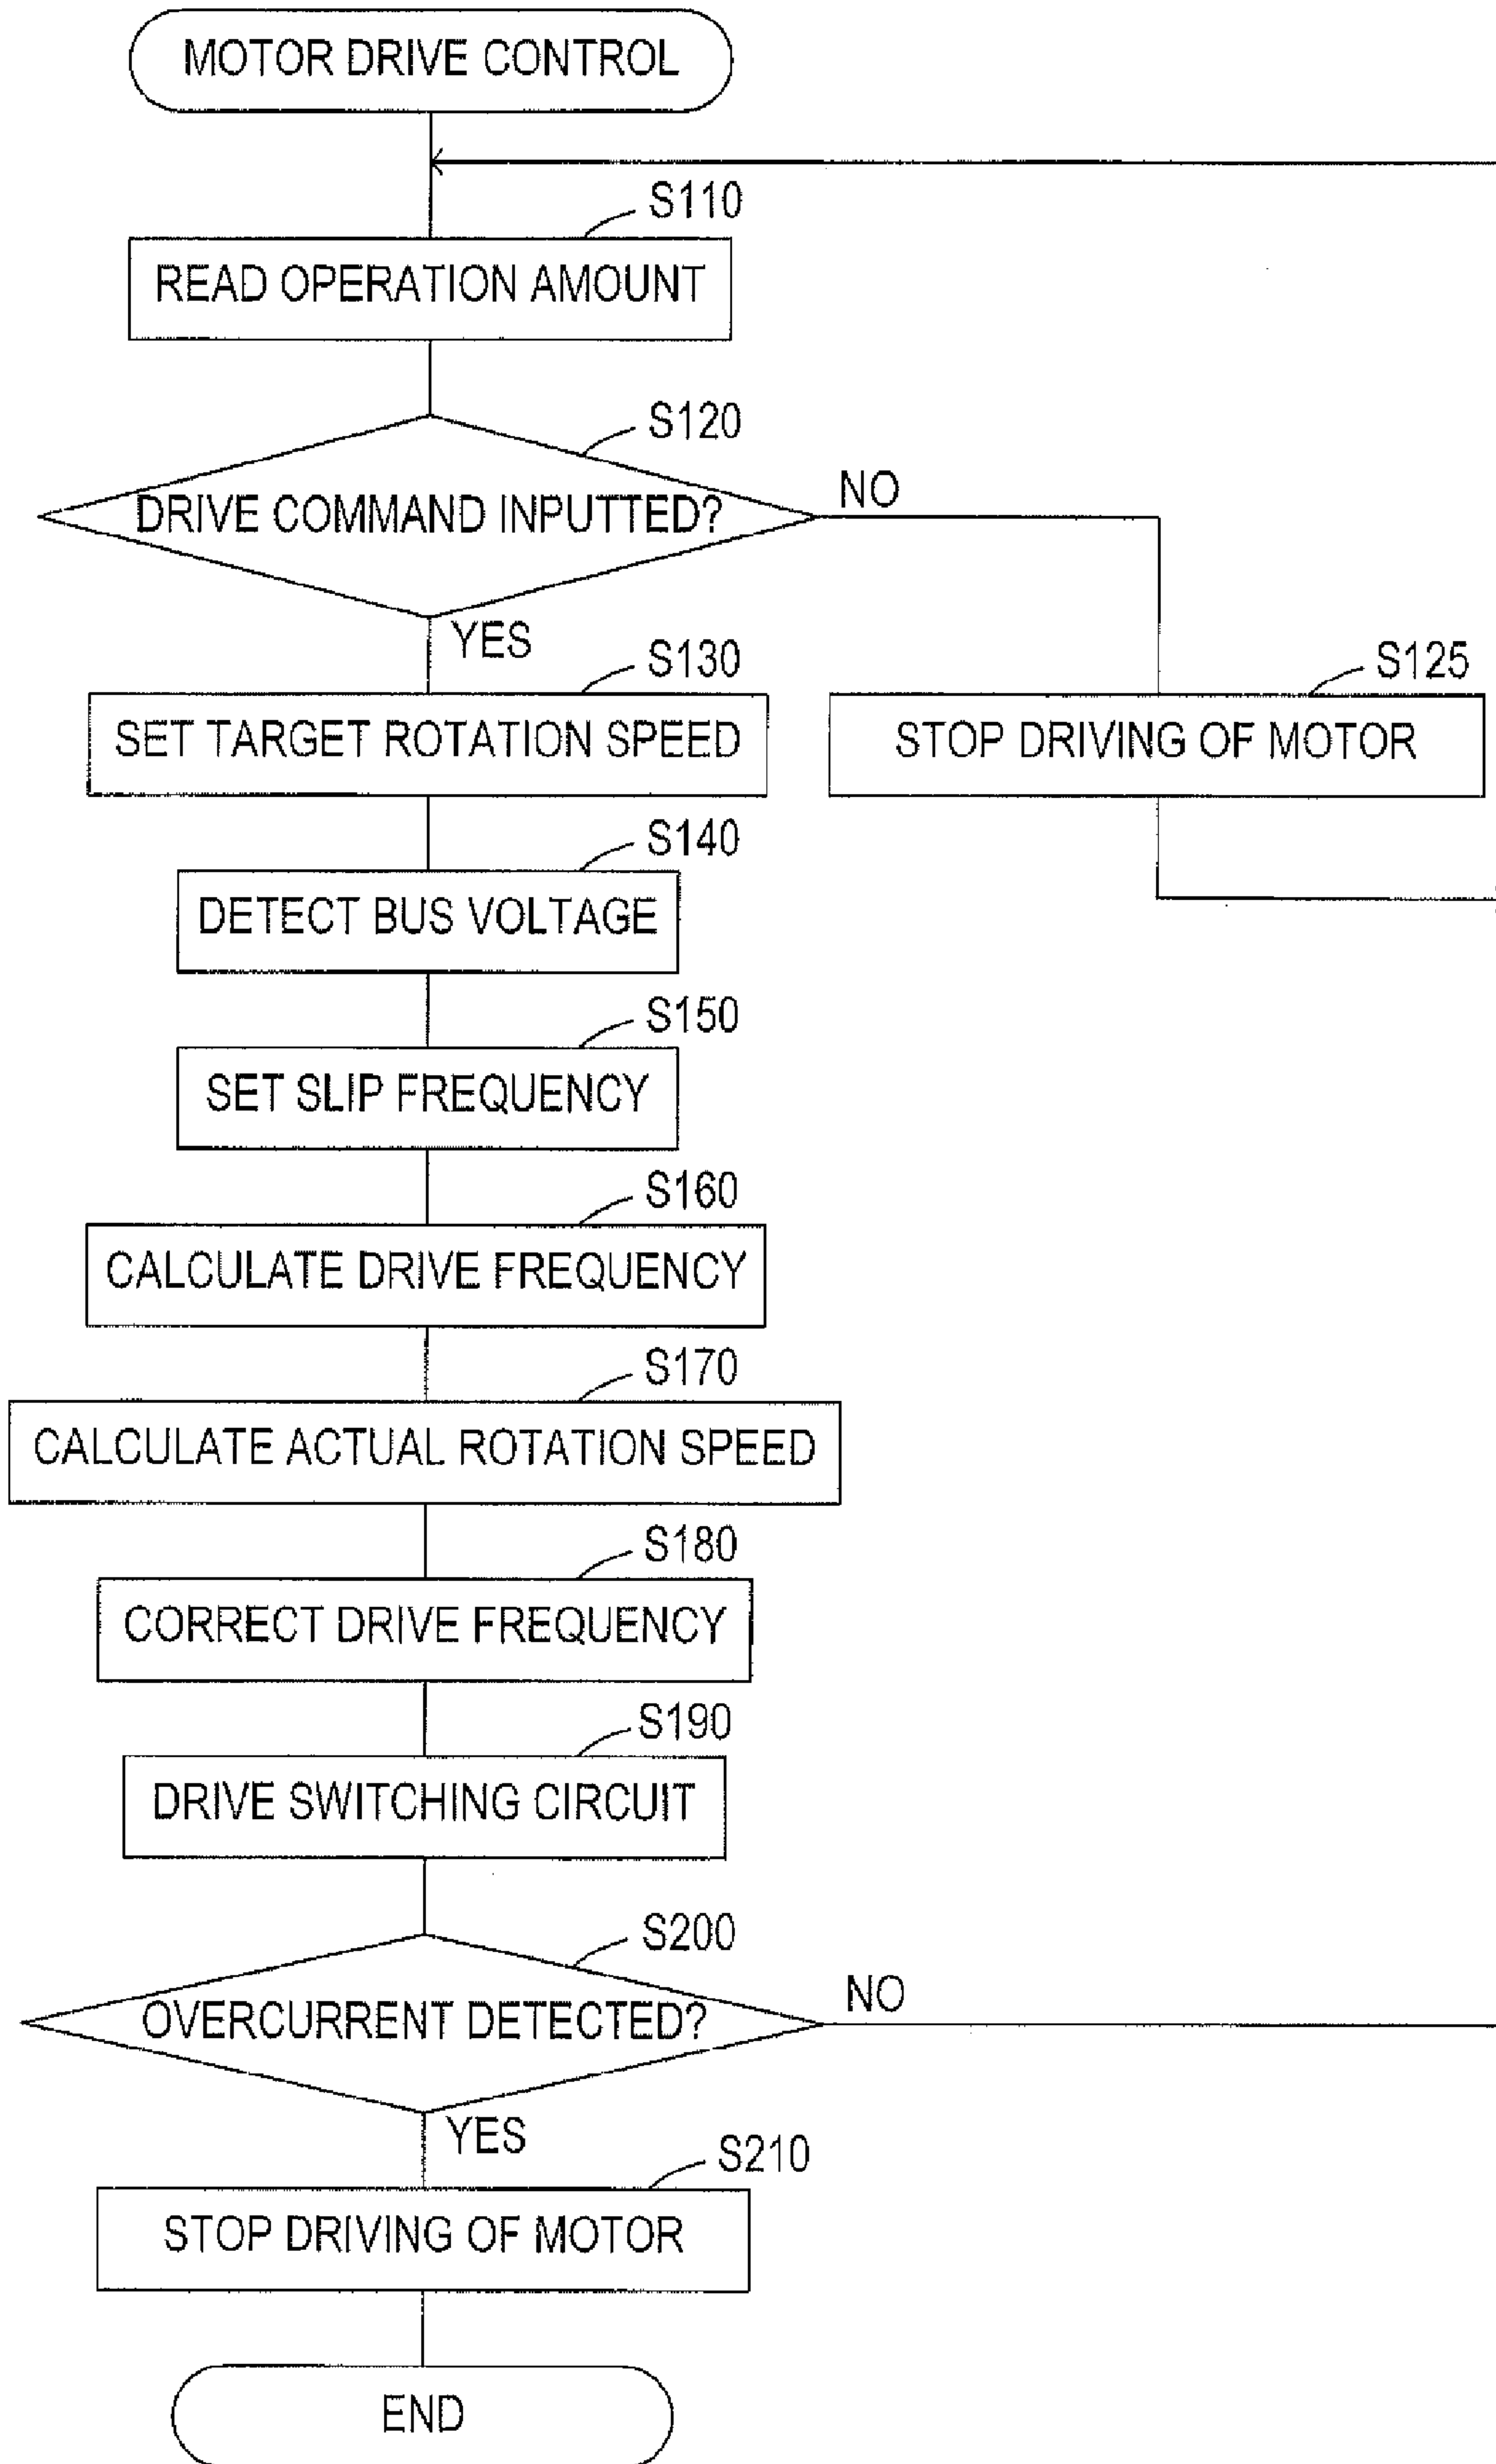 MOTOR DRIVE CONTROL
S110
READ OPERATION AMOUNT
S120
DRIVE COMMAND INPUTTED?
NO
YES
S130
SET TARGET ROTATION SPEED
S125
STOP DRIVING OF MOTOR
S140
DETECT BUS VOLTAGE
S150
SET SLIP FREQUENCY
S160
CALCULATE DRIVE FREQUENCY
S170
CALCULATE ACTUAL ROTATION SPEED
S180
CORRECT DRIVE FREQUENCY
S190
DRIVE SWITCHING CIRCUIT
S200
OVERCURRENT DETECTED?
NO
YES
S210
STOP DRIVING OF MOTOR
END